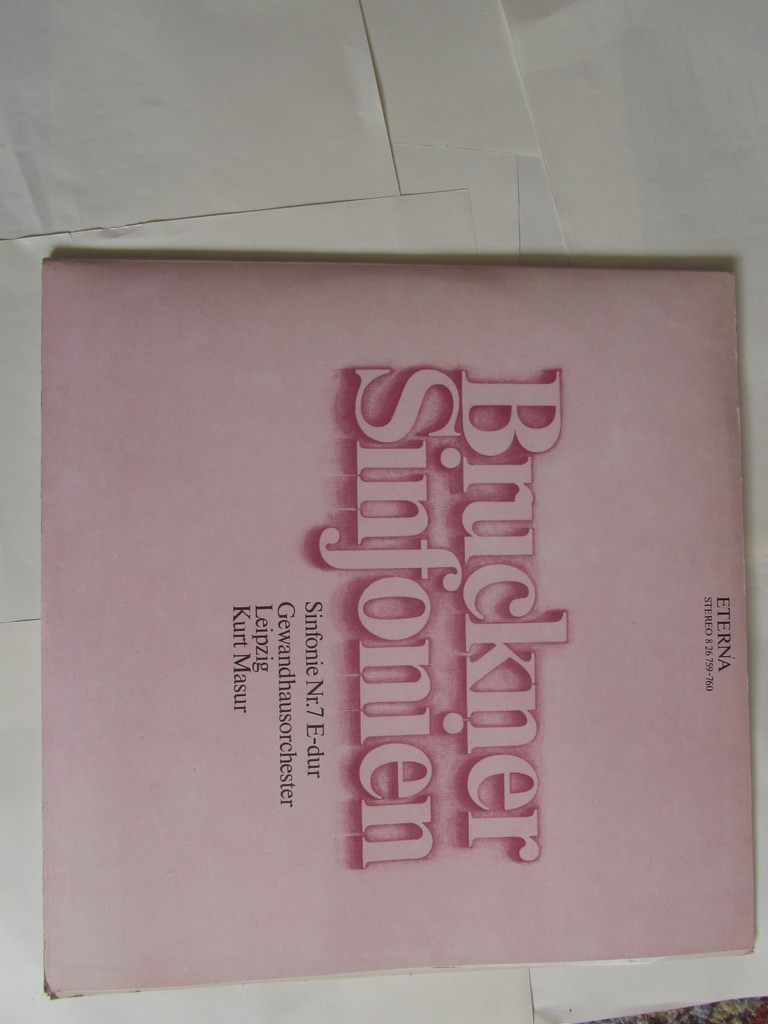 ETERNA
STEREO 8 26 759-760
Bruckner
Sinfonien
Sinfonie Nr.7 E-dur
Gewandhausorchester
Leipzig
Kurt Masur